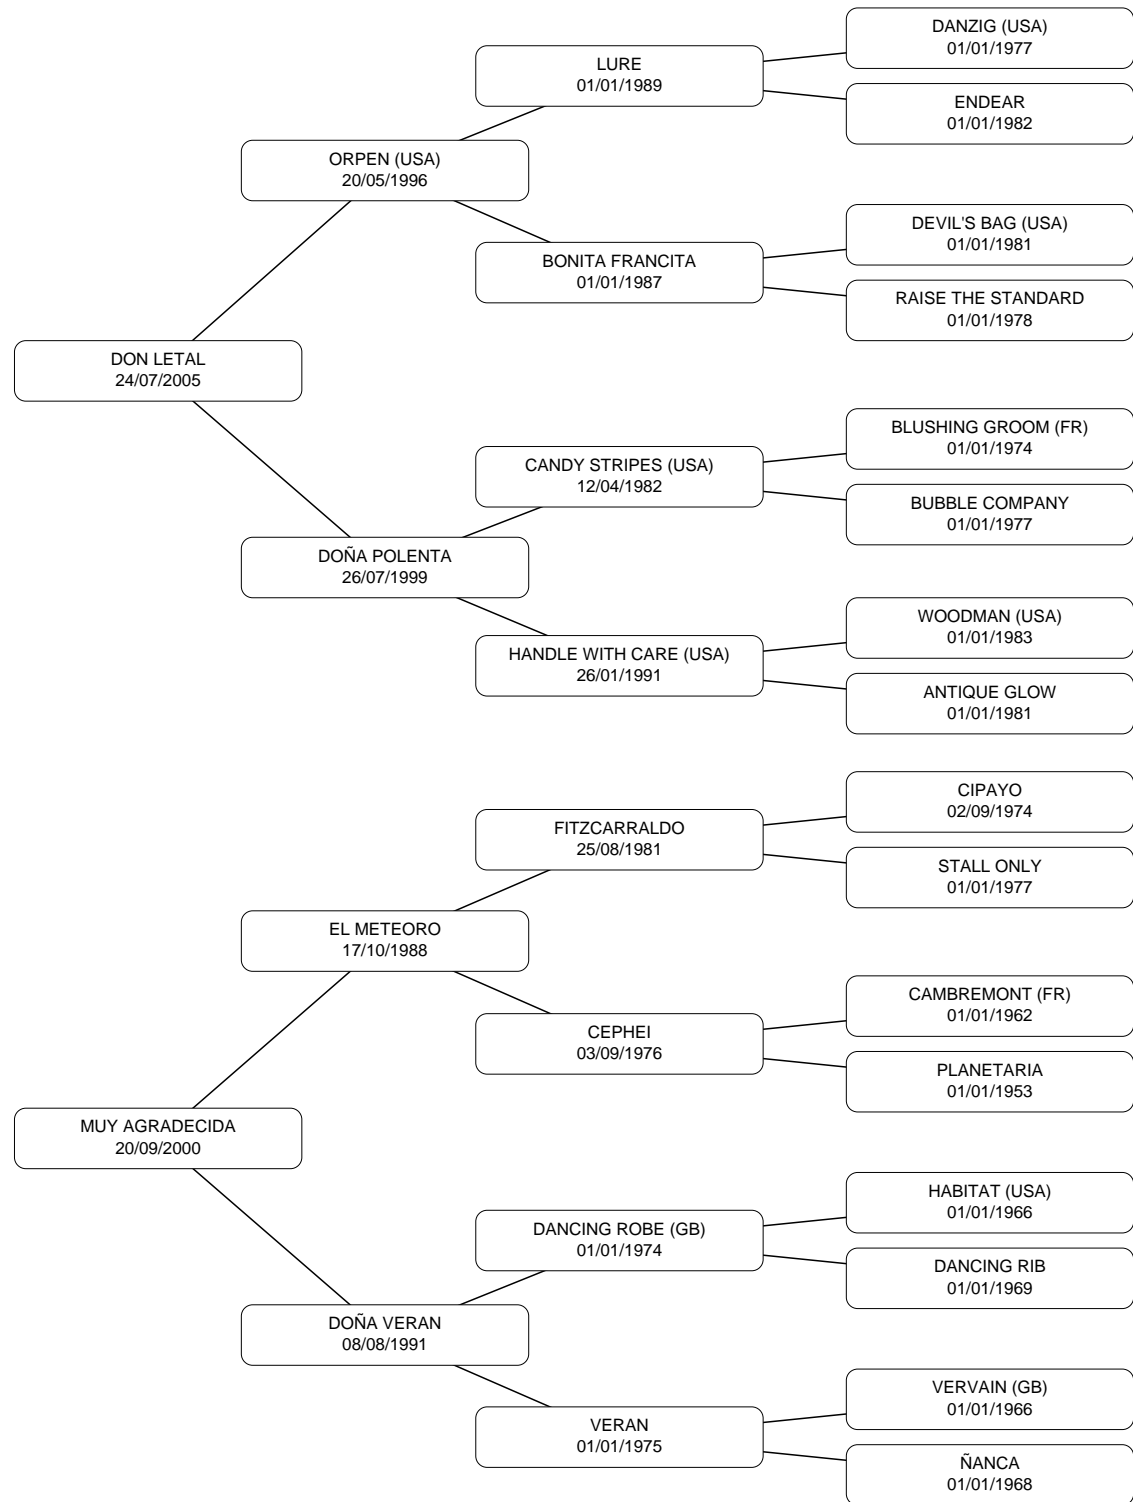 DANZIG (USA)
01/01/1977
LURE
01/01/1989
ENDEAR
01/01/1982
ORPEN (USA)
20/05/1996
DEVIL'S BAG (USA)
01/01/1981
BONITA FRANCITA
01/01/1987
RAISE THE STANDARD
01/01/1978
DON LETAL
24/07/2005
BLUSHING GROOM (FR)
01/01/1974
CANDY STRIPES (USA)
12/04/1982
BUBBLE COMPANY
01/01/1977
DOÑA POLENTA
26/07/1999
WOODMAN (USA)
01/01/1983
HANDLE WITH CARE (USA)
26/01/1991
ANTIQUE GLOW
01/01/1981
CIPAYO
02/09/1974
FITZCARRALDO
25/08/1981
STALL ONLY
01/01/1977
EL METEORO
17/10/1988
CAMBREMONT (FR)
01/01/1962
CEPHEI
03/09/1976
PLANETARIA
01/01/1953
MUY AGRADECIDA
20/09/2000
HABITAT (USA)
01/01/1966
DANCING ROBE (GB)
01/01/1974
DANCING RIB
01/01/1969
DOÑA VERAN
08/08/1991
VERVAIN (GB)
01/01/1966
VERAN
01/01/1975
ÑANCA
01/01/1968